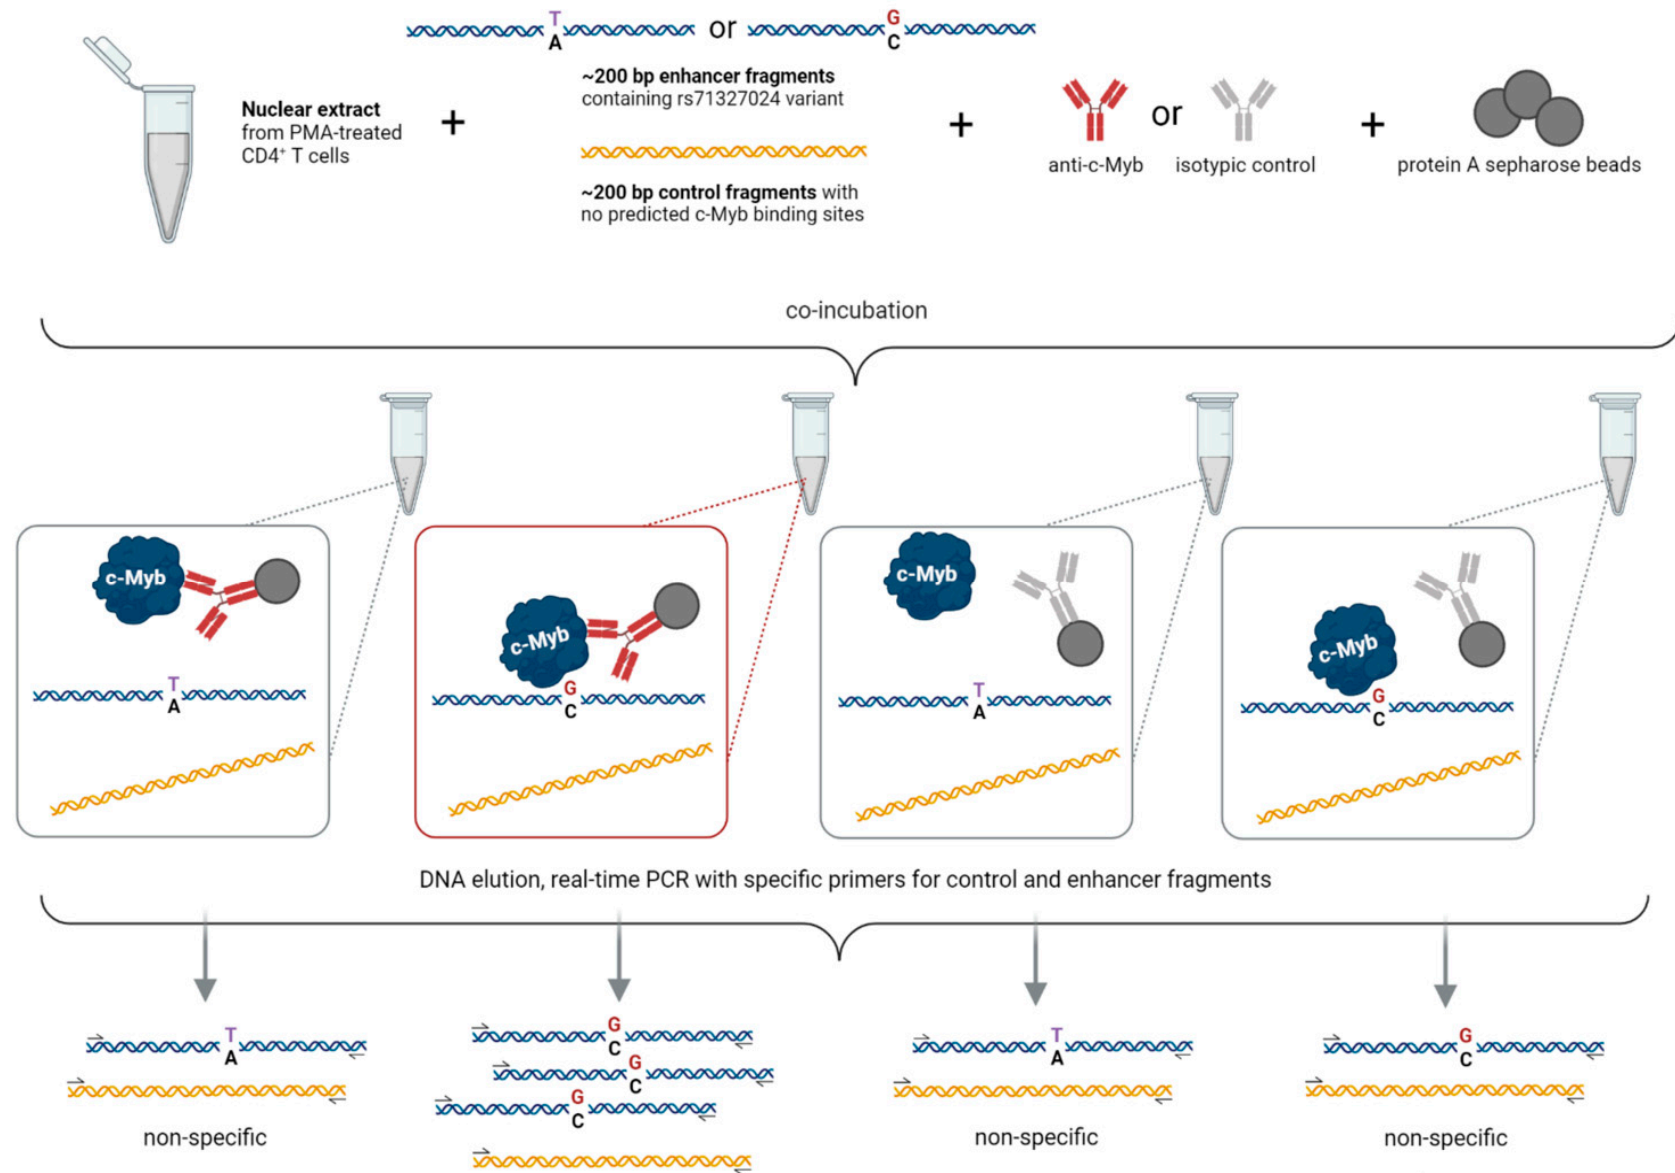 T
A
or
G
C
~200 bp enhancer fragments
containing rs71327024 variant
Nuclear extract
from PMA-treated
CD4⁺ T cells
+
+
or
+
anti-c-Myb
isotypic control
protein A sepharose beads
~200 bp control fragments with
no predicted c-Myb binding sites
co-incubation
c-Myb
T
A
c-Myb
G
C
c-Myb
T
A
c-Myb
G
C
DNA elution, real-time PCR with specific primers for control and enhancer fragments
T
A
non-specific
G
C
G
C
G
C
T
A
non-specific
G
C
non-specific